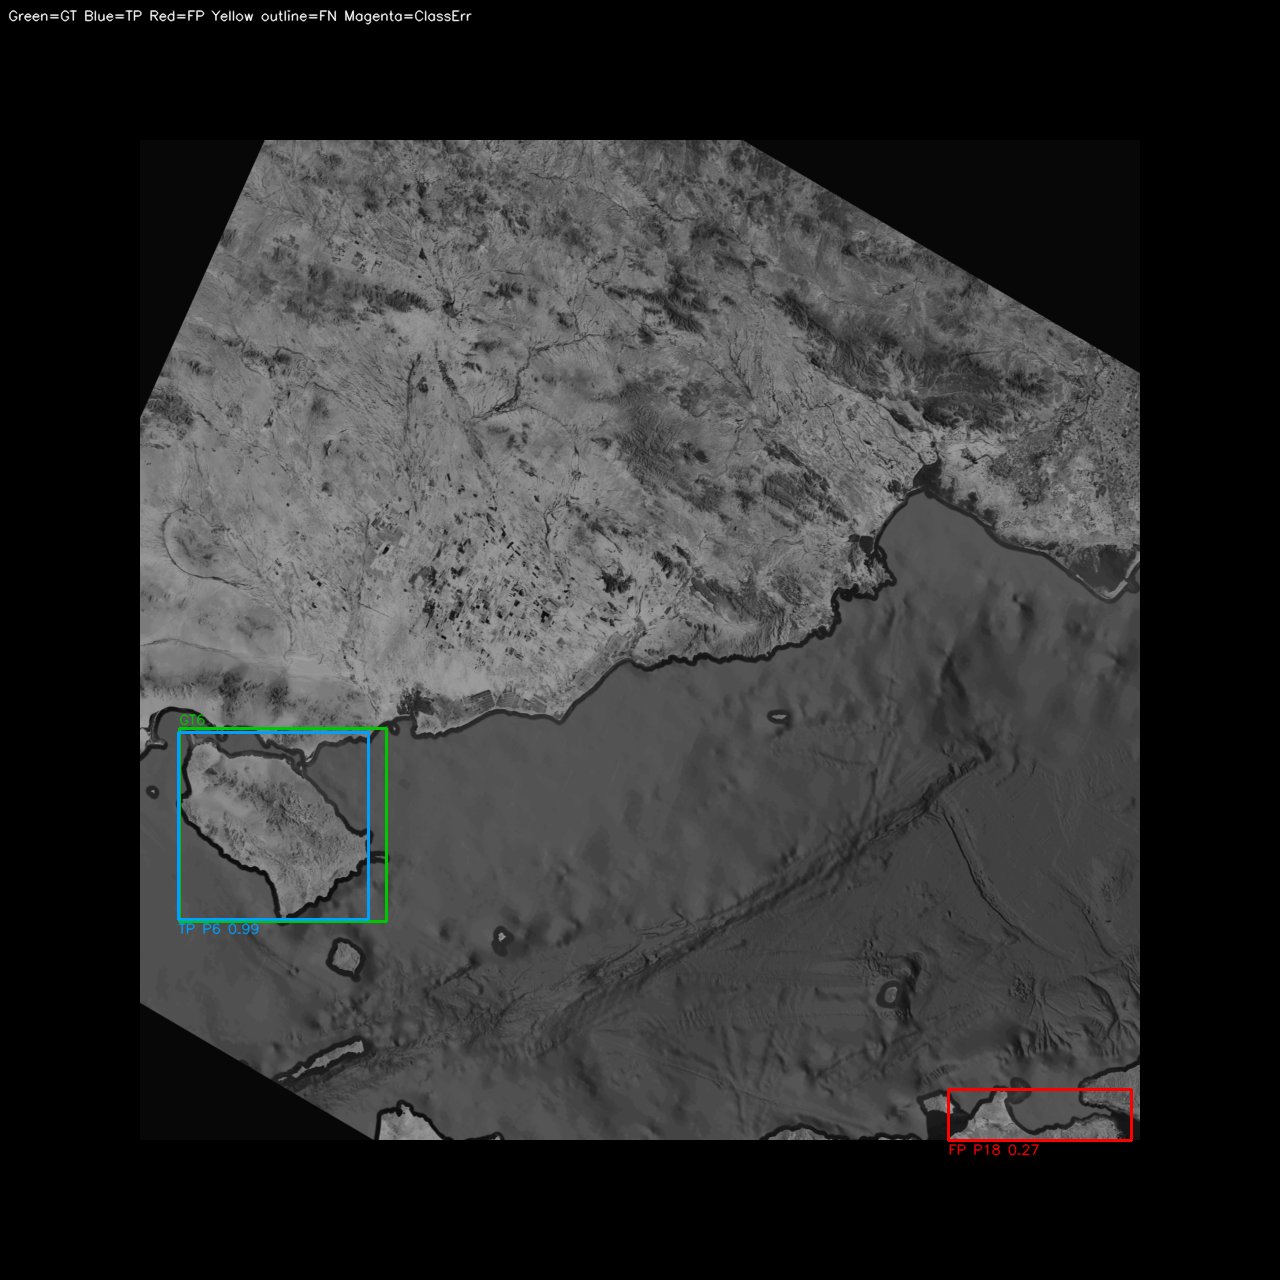 Green=GT Blue=TP Red=FP Yellow outline=FN Magenta=ClassErr
GT6
TP P6 0.99
FP P18 0.27